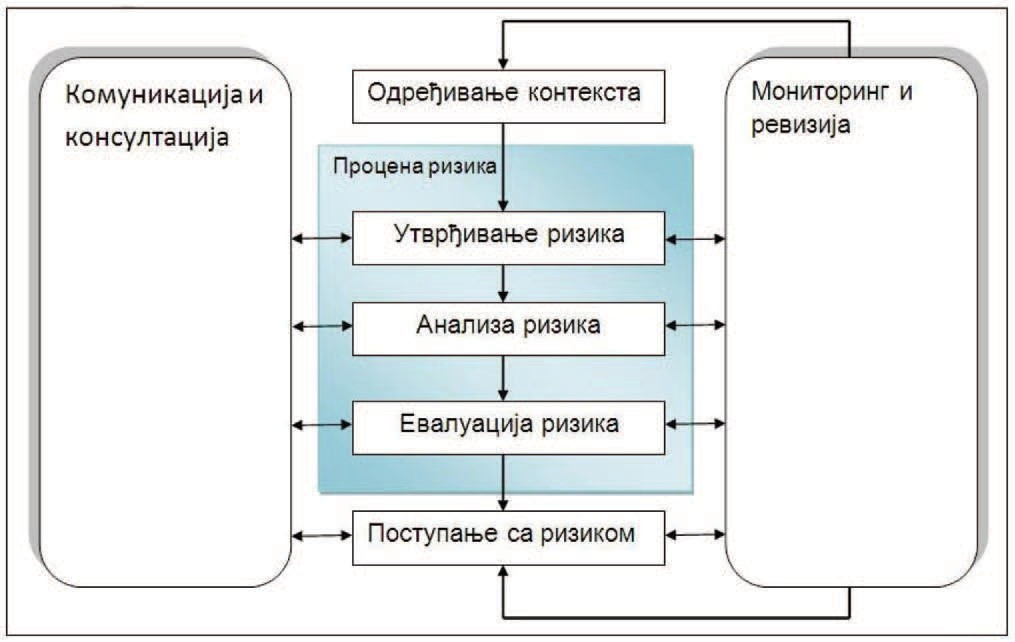 Комуникација и
консултација
Одређивање контекста
Мониторинг и
ревизија
Процена ризика
Утврђивање ризика
Анализа ризика
Евалуација ризика
Поступање са ризиком